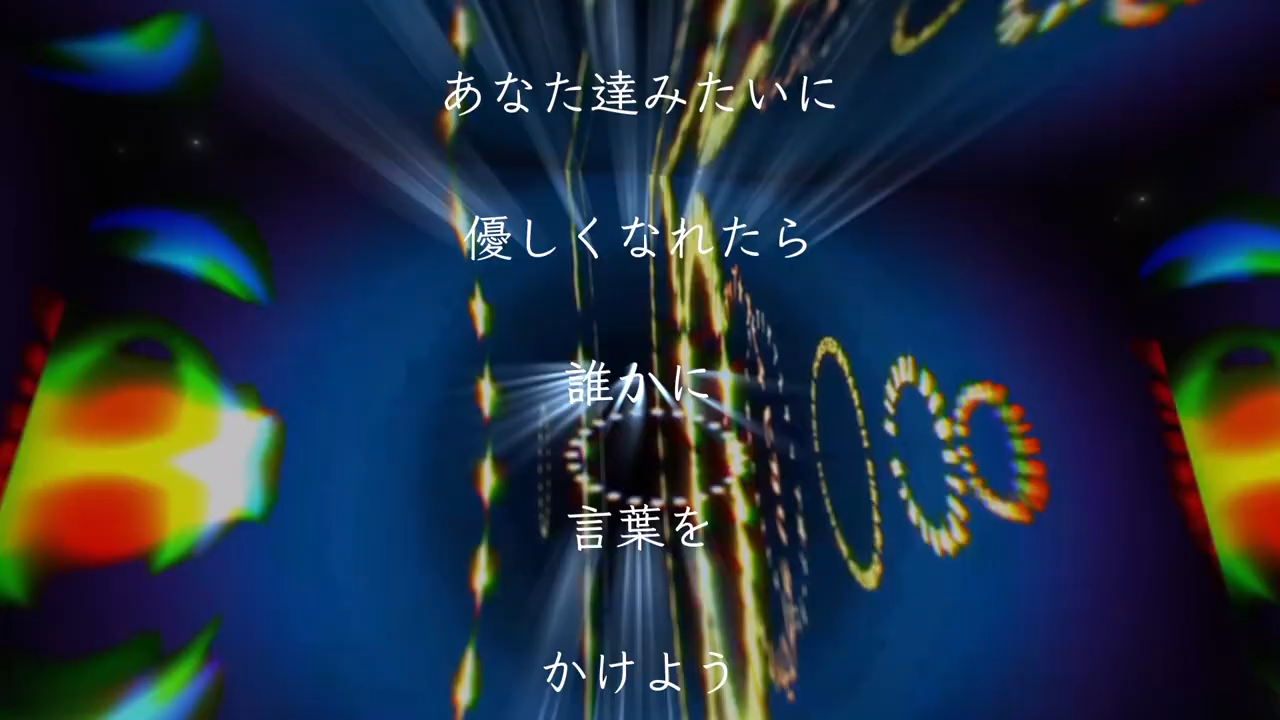 あなた達みたいに
優しくなれたら
誰かに
言葉を
かけよう